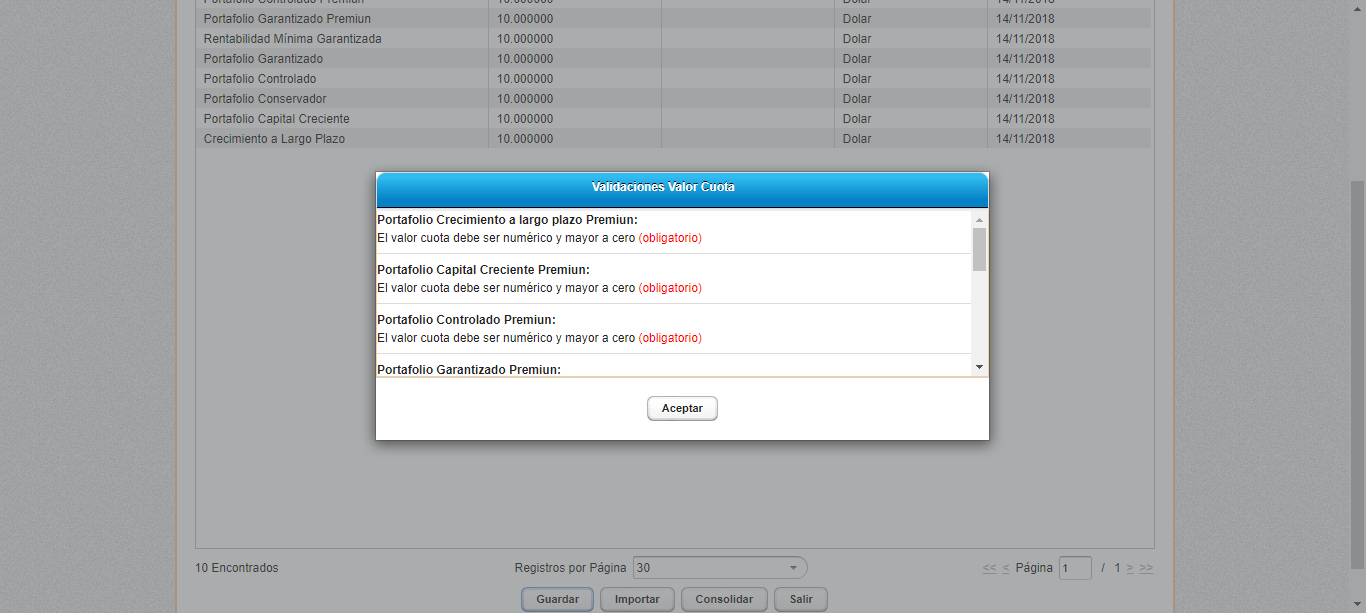 Portafolio Controlado Premiun 10.000000 Dolar 14/11/2018
Portafolio Garantizado Premiun 10.000000 Dolar 14/11/2018
Rentabilidad Mínima Garantizada 10.000000 Dolar 14/11/2018
Portafolio Garantizado 10.000000 Dolar 14/11/2018
Portafolio Controlado 10.000000 Dolar 14/11/2018
Portafolio Conservador 10.000000 Dolar 14/11/2018
Portafolio Capital Creciente 10.000000 Dolar 14/11/2018
Crecimiento a Largo Plazo 10.000000 Dolar 14/11/2018
Validaciones Valor Cuota
Portafolio Crecimiento a largo plazo Premiun:
El valor cuota debe ser numérico y mayor a cero (obligatorio)
Portafolio Capital Creciente Premiun:
El valor cuota debe ser numérico y mayor a cero (obligatorio)
Portafolio Controlado Premiun:
El valor cuota debe ser numérico y mayor a cero (obligatorio)
Portafolio Garantizado Premiun:
Aceptar
10 Encontrados Registros por Página 30 << < Página 1 / 1 > >>
Guardar Importar Consolidar Salir